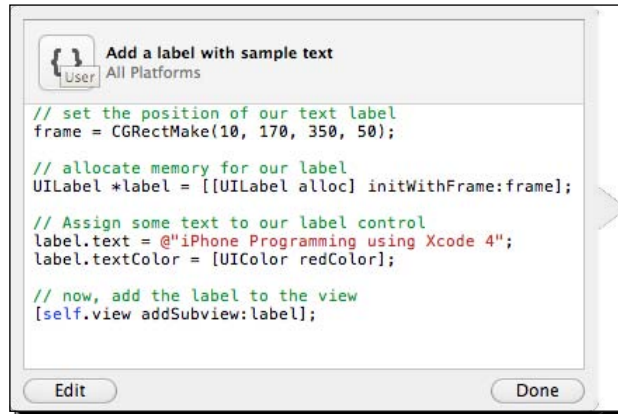 { }
User
Add a label with sample text
All Platforms
// set the position of our text label
frame = CGRectMake(10, 170, 350, 50);
// allocate memory for our label
UILabel *label = [[UILabel alloc] initWithFrame:frame];
// Assign some text to our label control
label.text = @"iPhone Programming using Xcode 4";
label.textColor = [UIColor redColor];
// now, add the label to the view
[self.view addSubview:label];
Edit
Done